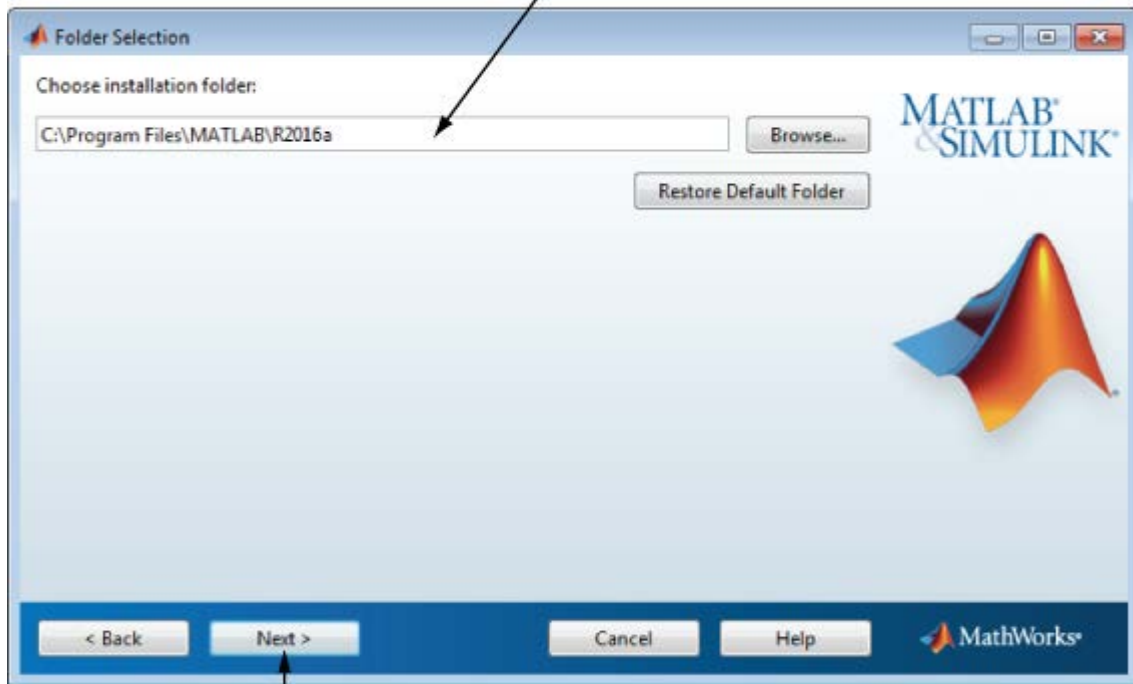 Folder Selection
Choose installation folder:
C:\Program Files\MATLAB\R2016a
Browse...
MATLAB®
&SIMULINK®
Restore Default Folder
®
< Back
Next >
Cancel
Help
MathWorks®